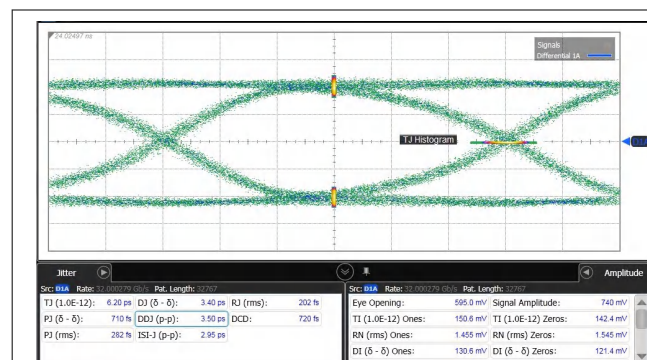 24.02497 ns
Signals
Differential 1A
TJ Histogram
D1A
Jitter
Amplitude
Src: D1A Rate: 32.000279 Gb/s Pat. Length: 32767
Src: D1A Rate: 32.000279 Gb/s Pat. Length: 32767
TJ (1.0E-12): 6.20 ps DJ (δ - δ): 3.40 ps RJ (rms): 202 fs
Eye Opening: 595.0 mV Signal Amplitude: 740 mV
PJ (δ - δ): 710 fs DDJ (p-p): 3.50 ps DCD: 720 fs
TI (1.0E-12) Ones: 150.6 mV TI (1.0E-12) Zeros: 142.4 mV
PJ (rms): 282 fs ISI-J (p-p): 2.95 ps
RN (rms) Ones: 1.455 mV RN (rms) Zeros: 1.545 mV
DI (δ - δ) Ones: 130.6 mV DI (δ - δ) Zeros: 121.4 mV